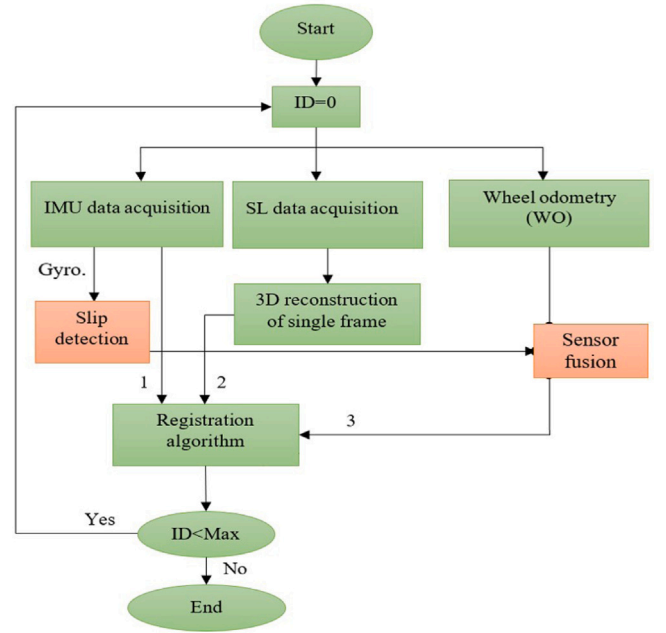 Start
ID=0
IMU data acquisition
SL data acquisition
Wheel odometry
(WO)
Gyro.
3D reconstruction
of single frame
Slip
detection
Sensor
fusion
1
2
3
Registration
algorithm
Yes
ID<Max
No
End